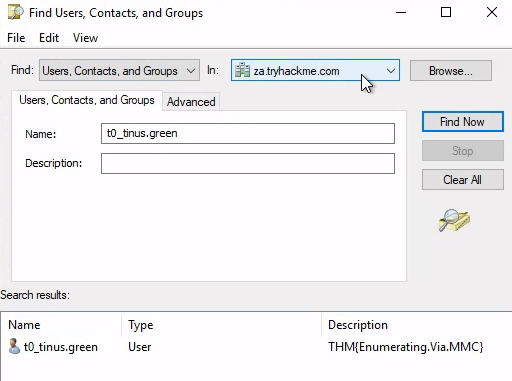 Find Users, Contacts, and Groups
File Edit View
Find: Users, Contacts, and Groups In: za.tryhackme.com Browse...
Users, Contacts, and Groups Advanced
Find Now
Name: t0_tinus.green
Stop
Description:
Clear All
Search results:
Name Type Description
t0_tinus.green User THM{Enumerating.Via.MMC}